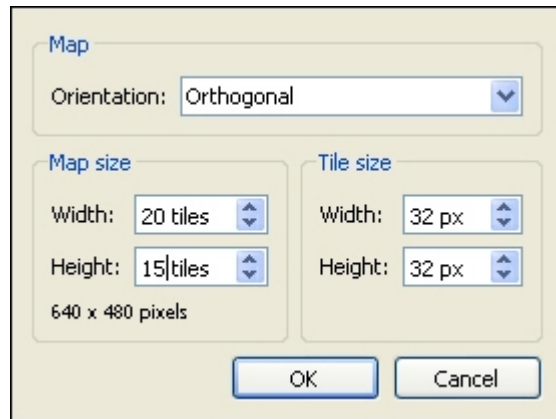 Map
Orientation: Orthogonal
Map size
Width: 20 tiles
Height: 15 tiles
640 x 480 pixels
Tile size
Width: 32 px
Height: 32 px
OK Cancel